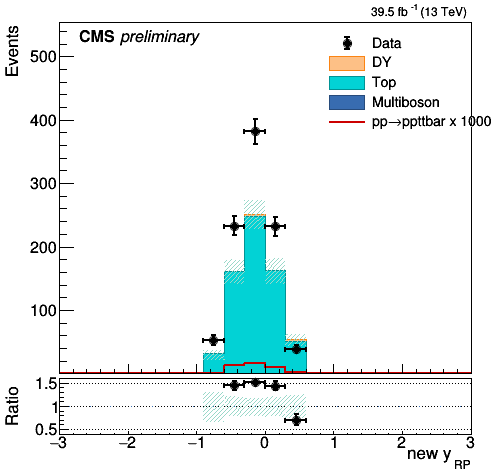 39.5 fb⁻¹ (13 TeV)
CMS preliminary
Events
500
400
300
200
100
Data
DY
Top
Multiboson
pp→ppttbar x 1000
Ratio
1.5
1
0.5
−3 −2 −1 0 1 2 3
new y_RP